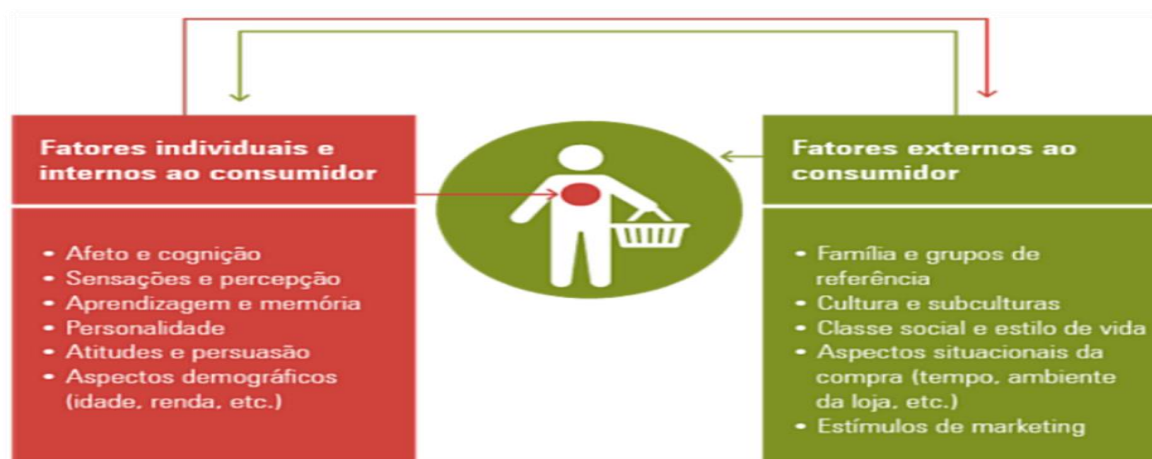 Fatores individuais e
internos ao consumidor
• Afeto e cognição
• Sensações e percepção
• Aprendizagem e memória
• Personalidade
• Atitudes e persuasão
• Aspectos demográficos
(idade, renda, etc.)
Fatores externos ao
consumidor
• Família e grupos de
referência
• Cultura e subculturas
• Classe social e estilo de vida
• Aspectos situacionais da
compra (tempo, ambiente
da loja, etc.)
• Estímulos de marketing